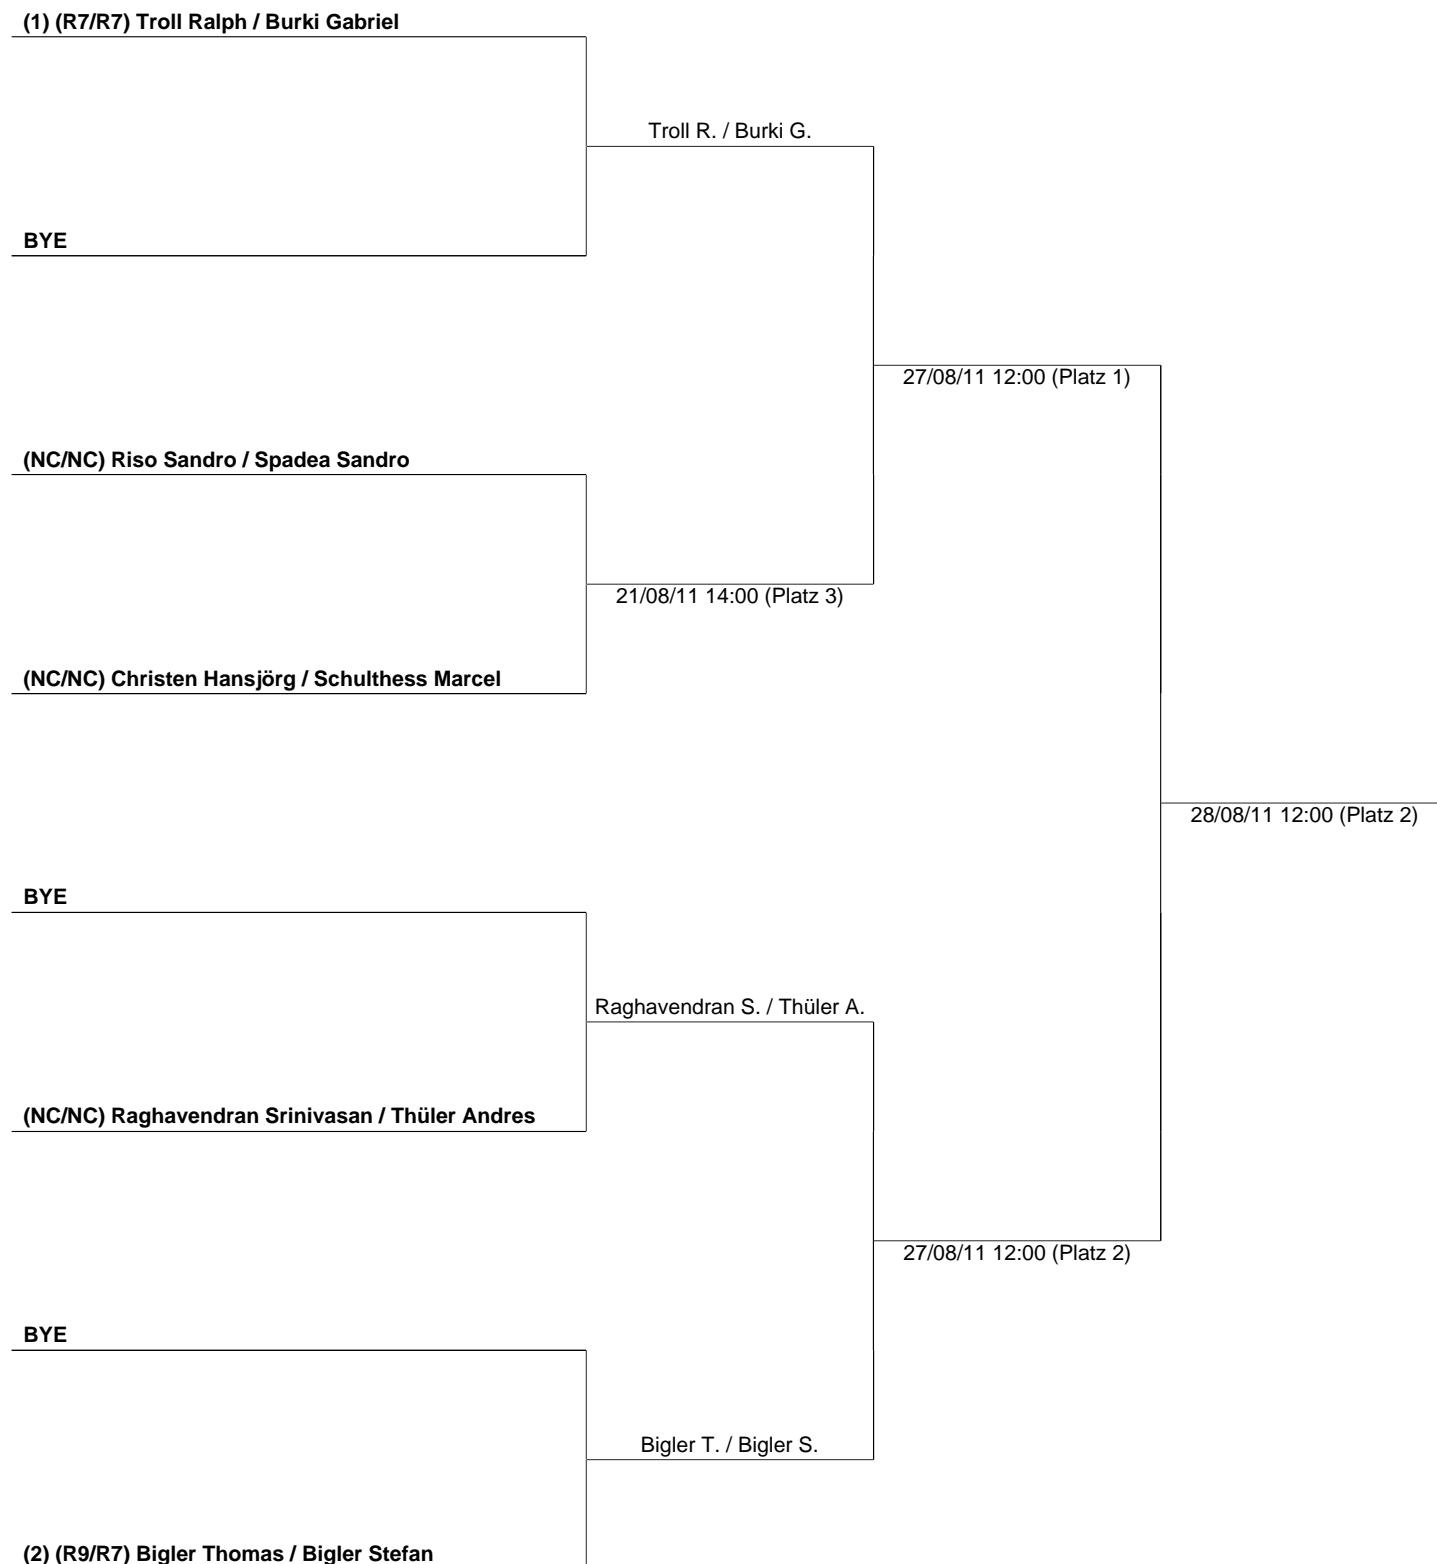 (1) (R7/R7) Troll Ralph / Burki Gabriel
Troll R. / Burki G.
BYE
27/08/11 12:00 (Platz 1)
(NC/NC) Riso Sandro / Spadea Sandro
21/08/11 14:00 (Platz 3)
(NC/NC) Christen Hansjörg / Schulthess Marcel
28/08/11 12:00 (Platz 2)
BYE
Raghavendran S. / Thüler A.
(NC/NC) Raghavendran Srinivasan / Thüler Andres
27/08/11 12:00 (Platz 2)
BYE
Bigler T. / Bigler S.
(2) (R9/R7) Bigler Thomas / Bigler Stefan